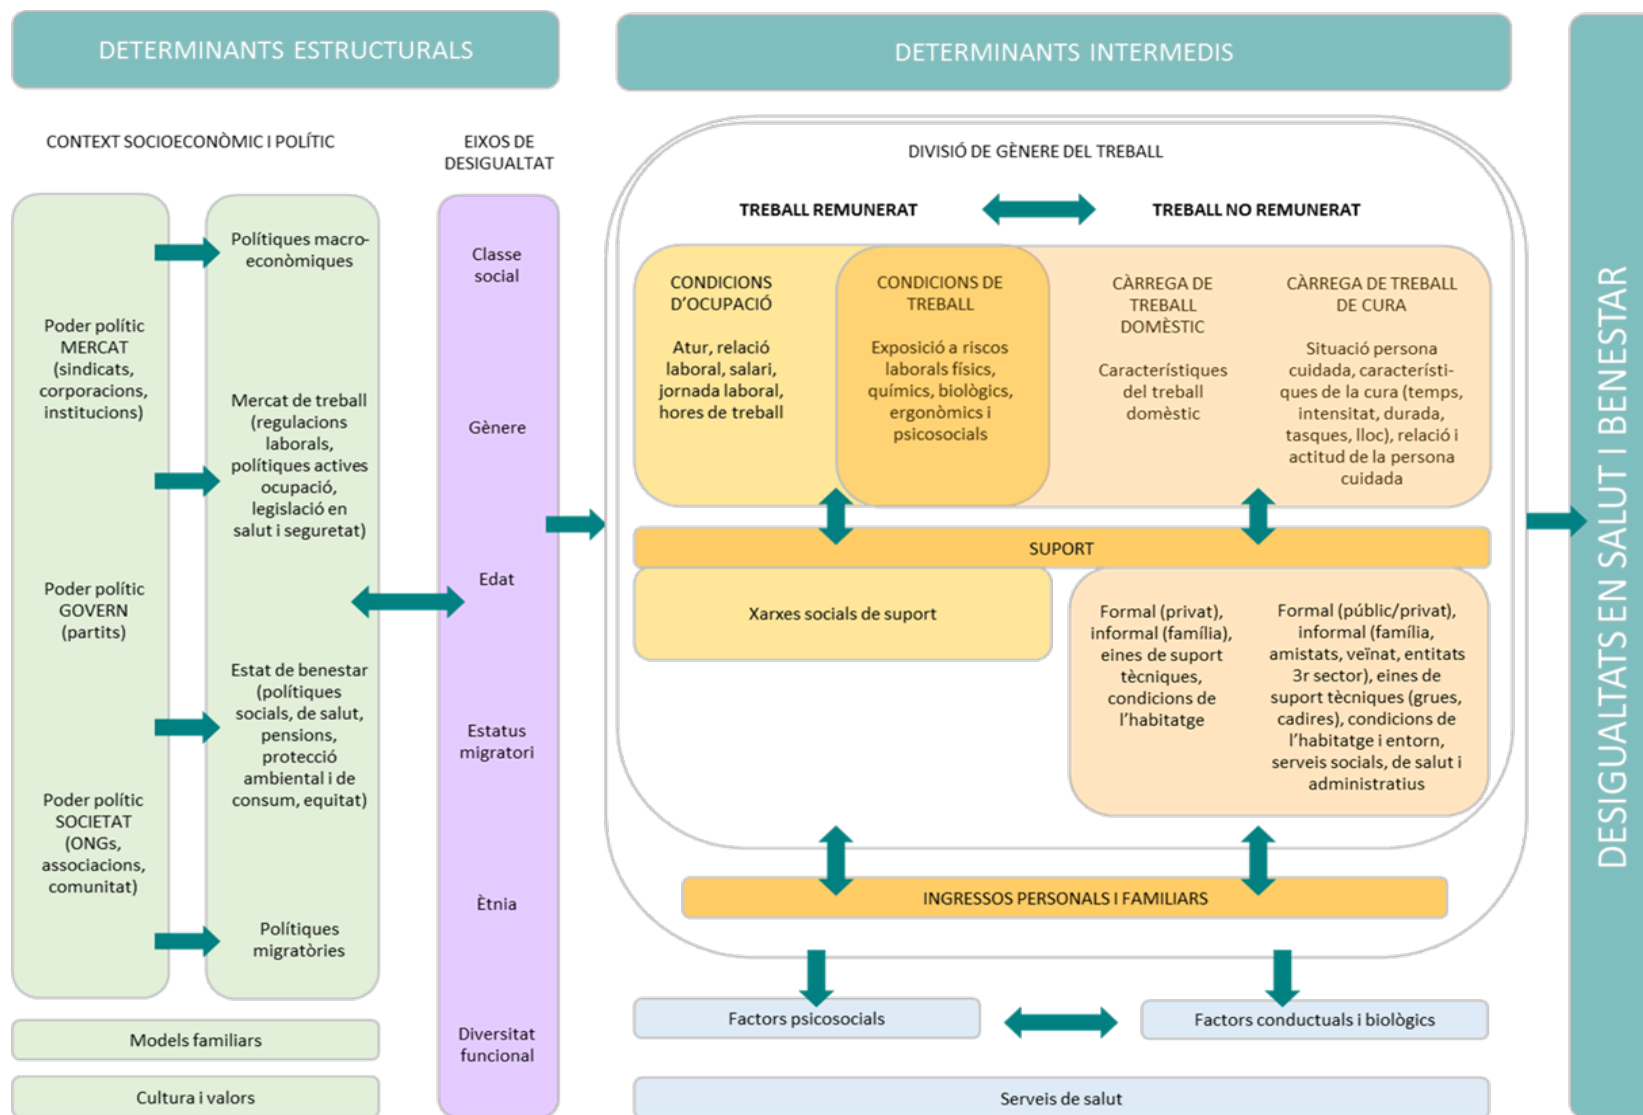 DETERMINANTS ESTRUCTURALS
DETERMINANTS INTERMEDIS
CONTEXT SOCIOECONÒMIC I POLÍTIC
EIXOS DE
DESIGUALTAT
Poder polític
MERCAT
(sindicats,
corporacions,
institucions)
Poder polític
GOVERN
(partits)
Poder polític
SOCIETAT
(ONGs,
associacions,
comunitat)
Polítiques macro-
econòmiques
Mercat de treball
(regulacions
laborals,
polítiques actives
ocupació,
legislació en
salut i seguretat)
Estat de benestar
(polítiques
socials, de salut,
pensions,
protecció
ambiental i de
consum, equitat)
Polítiques
migratòries
Models familiars
Cultura i valors
Classe
social
Gènere
Edat
Estatus
migratori
Ètnia
Diversitat
funcional
DIVISIÓ DE GÈNERE DEL TREBALL
TREBALL REMUNERAT
TREBALL NO REMUNERAT
CONDICIONS
D'OCUPACIÓ
Atur, relació
laboral, salari,
jornada laboral,
hores de treball
CONDICIONS DE
TREBALL
Exposició a riscos
laborals físics,
químics, biològics,
ergonòmics i
psicosocials
CÀRREGA DE
TREBALL
DOMÈSTIC
Característiques
del treball
domèstic
CÀRREGA DE TREBALL
DE CURA
Situació persona
cuidada, característi-
ques de la cura (temps,
intensitat, durada,
tasques, lloc), relació i
actitud de la persona
cuidada
SUPORT
Xarxes socials de suport
Formal (privat),
informal (família),
eines de suport
tècniques,
condicions de
l'habitatge
Formal (públic/privat),
informal (família,
amistats, veïnat, entitats
3r sector), eines de
suport tècniques (grues,
cadires), condicions de
l'habitatge i entorn,
serveis socials, de salut i
administratius
INGRESSOS PERSONALS I FAMILIARS
Factors psicosocials
Factors conductuals i biològics
Serveis de salut
DESIGUALTATS EN SALUT I BENESTAR